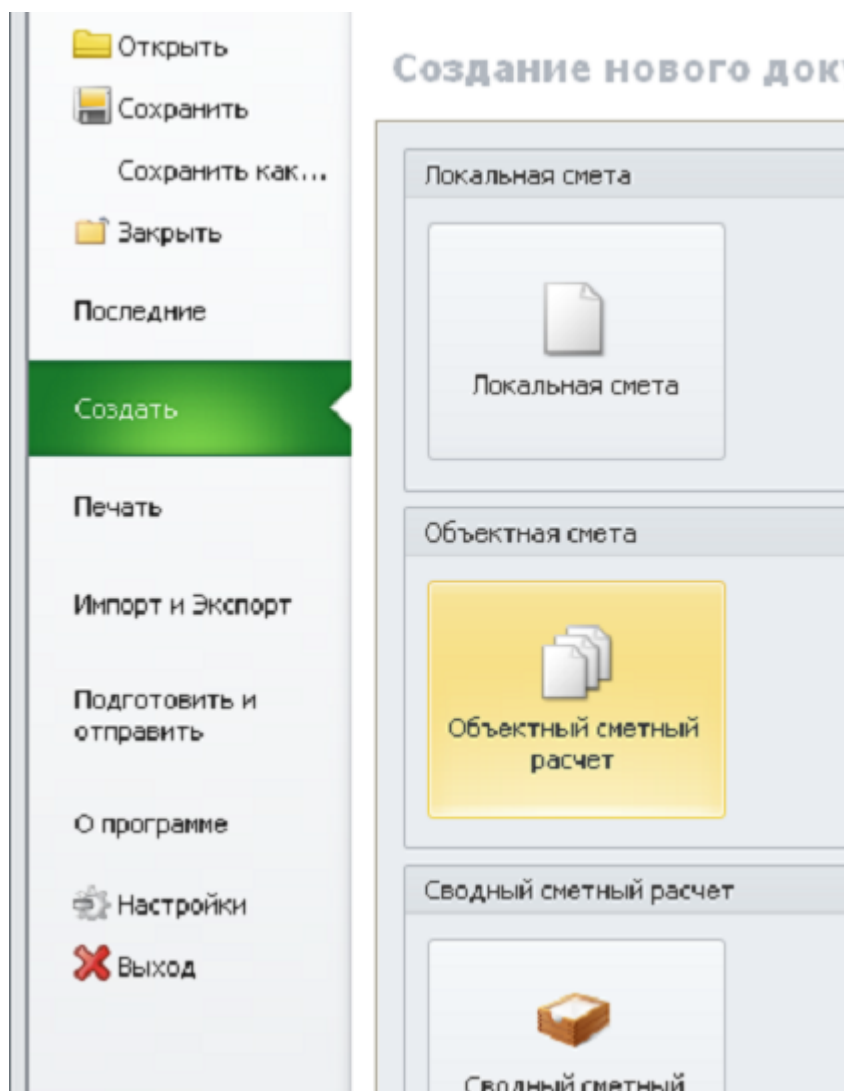 Открыть
Сохранить
Сохранить как...
Закрыть
Последние
Создать
Печать
Импорт и Экспорт
Подготовить и
отправить
О программе
Настройки
Выход
Создание нового
Локальная смета
Локальная смета
Объектная смета
Объектный сметный
расчет
Сводный сметный расчет
Сводный сметный